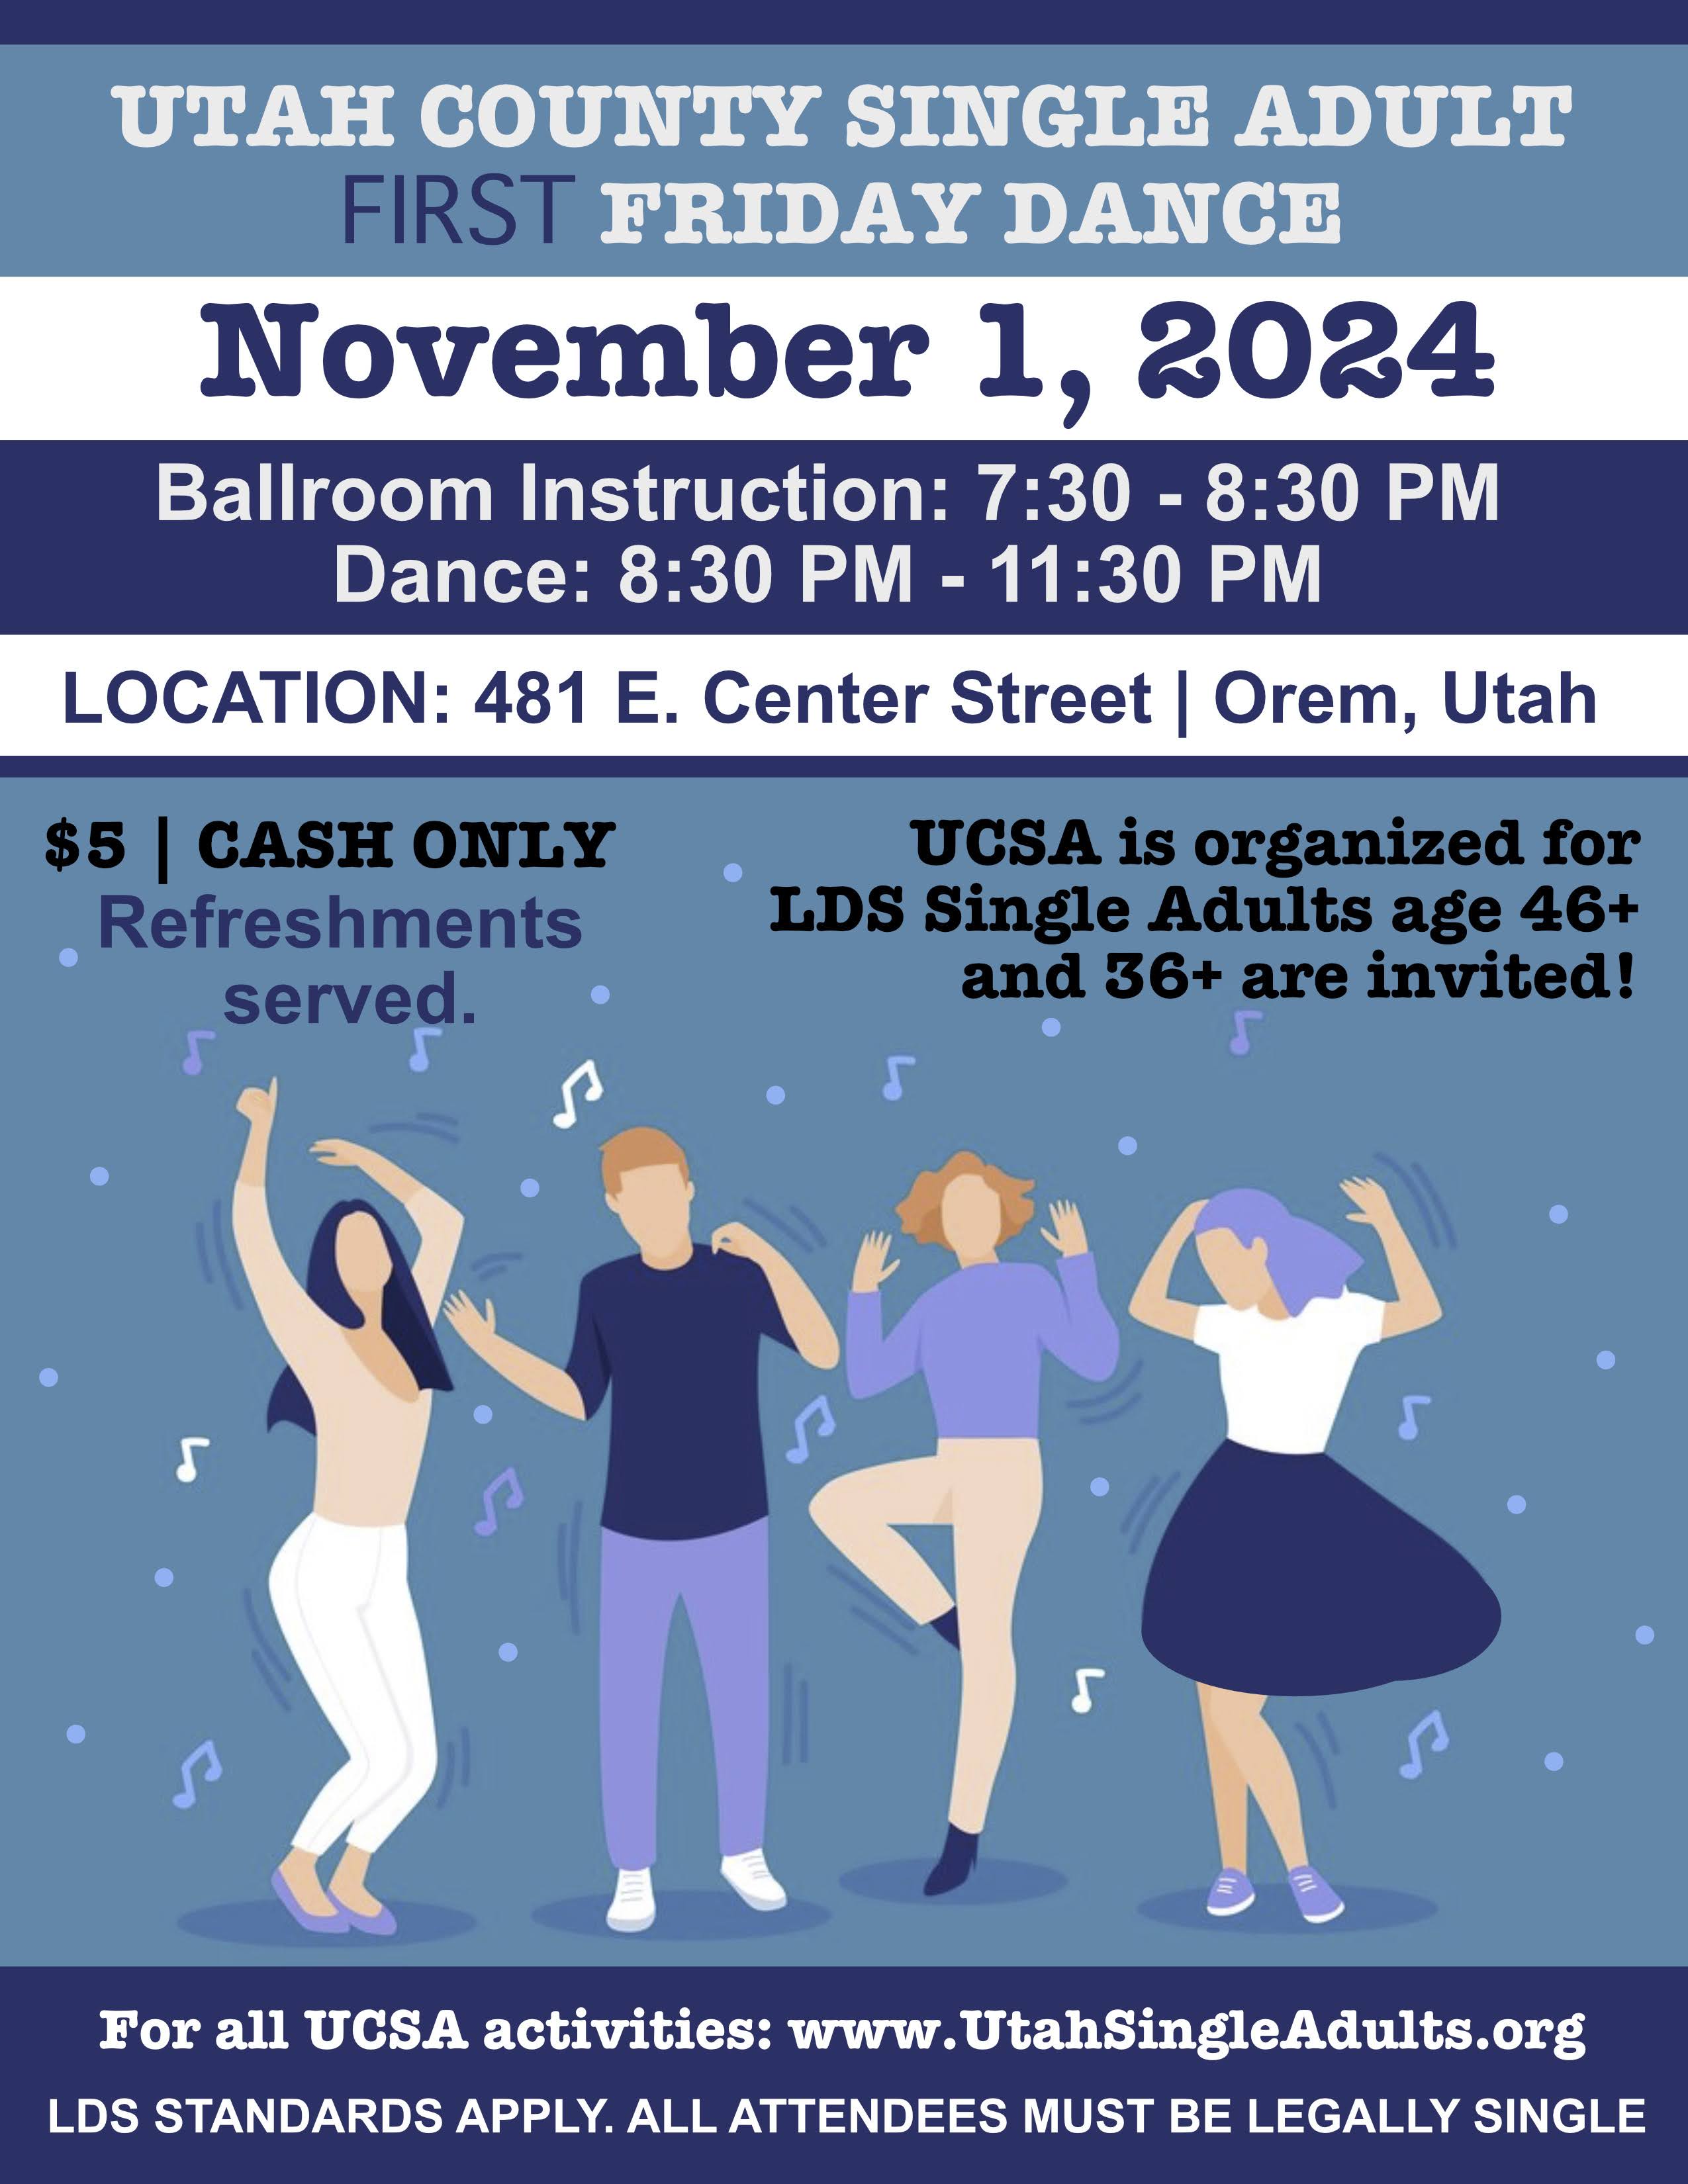 UTAH COUNTY SINGLE ADULT
FIRST FRIDAY DANCE
November 1, 2024
Ballroom Instruction: 7:30 - 8:30 PM
Dance: 8:30 PM - 11:30 PM
LOCATION: 481 E. Center Street | Orem, Utah
$5 | CASH ONLY
Refreshments
served.
UCSA is organized for
LDS Single Adults age 46+
and 36+ are invited!
For all UCSA activities: www.UtahSingleAdults.org
LDS STANDARDS APPLY. ALL ATTENDEES MUST BE LEGALLY SINGLE